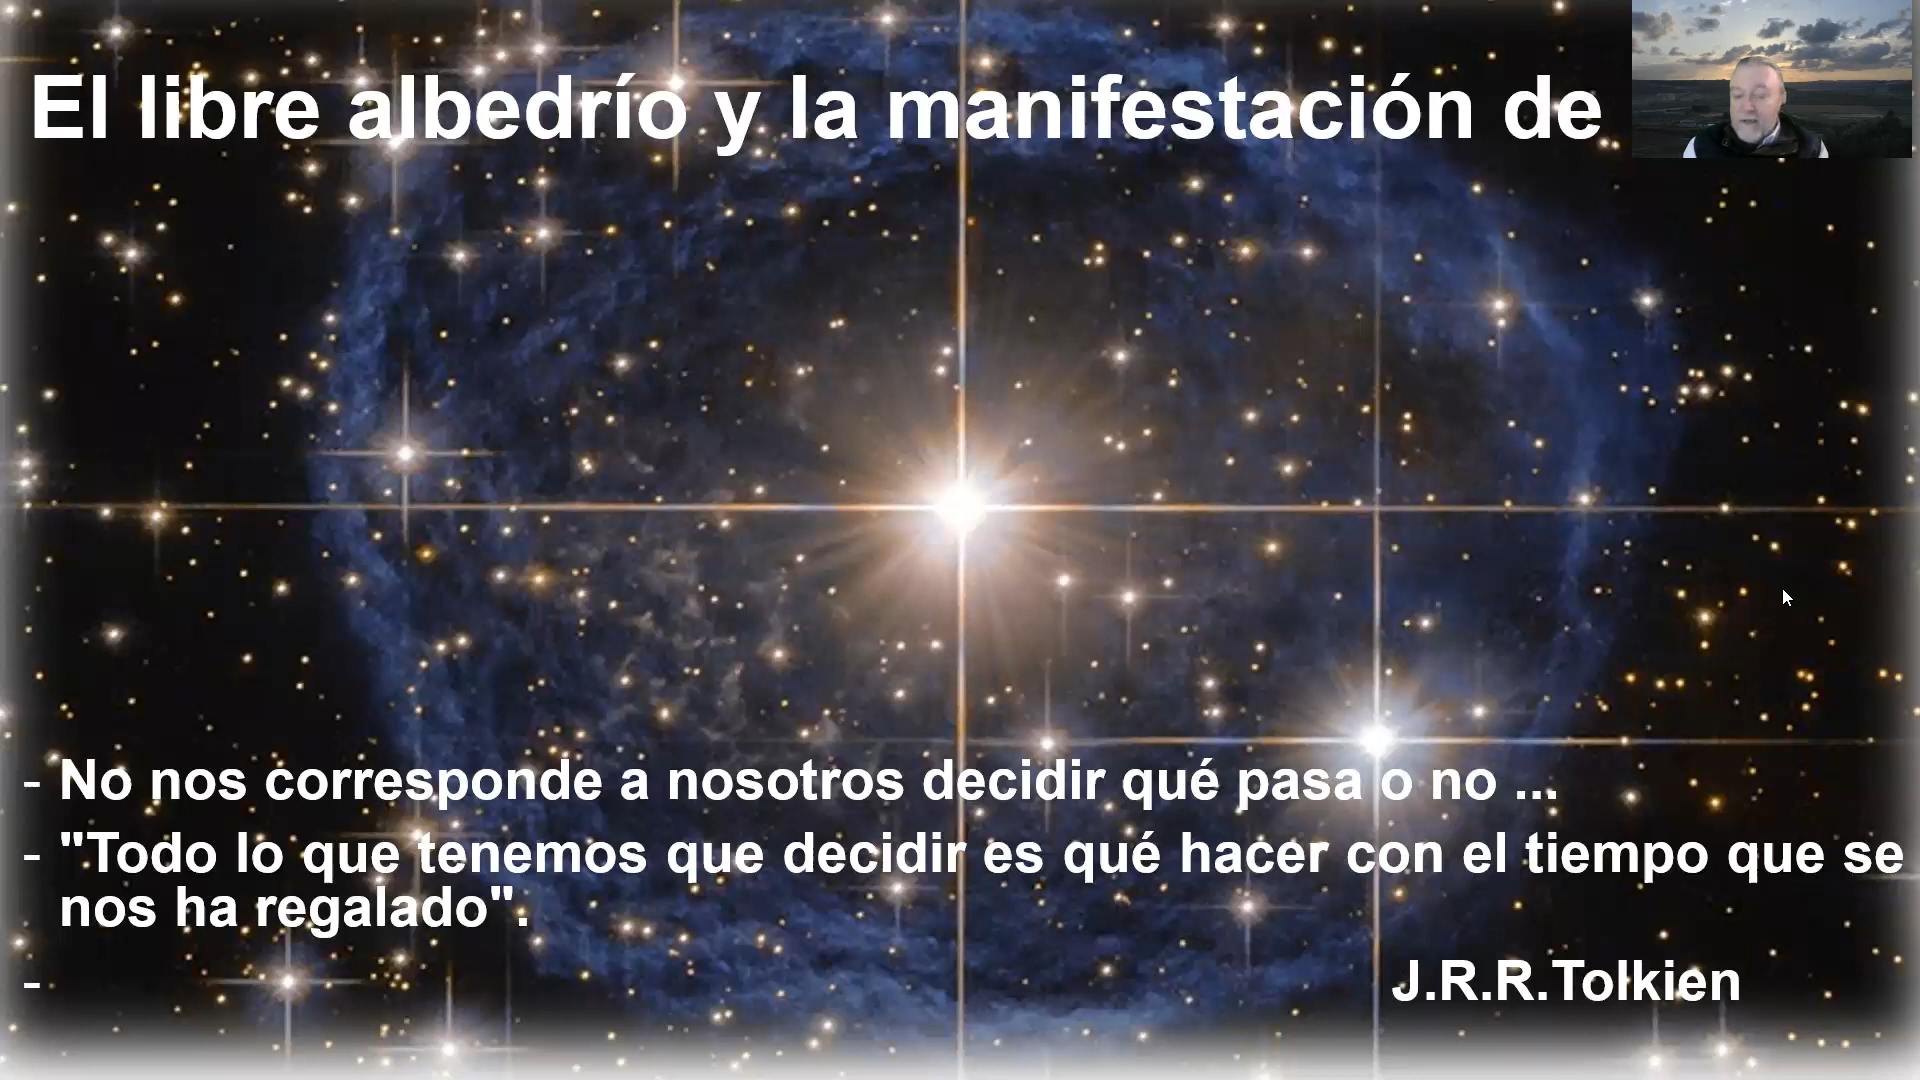 El libre albedrío y la manifestación de
- No nos corresponde a nosotros decidir qué pasa o no ...
- "Todo lo que tenemos que decidir es qué hacer con el tiempo que se
nos ha regalado".
- J.R.R.Tolkien